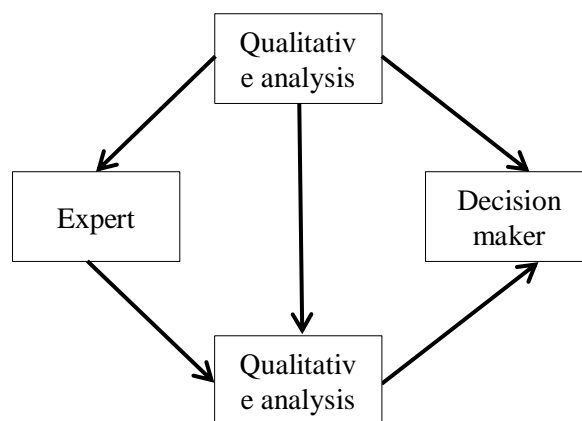 Qualitativ
e analysis
Expert
Decision
maker
Qualitativ
e analysis